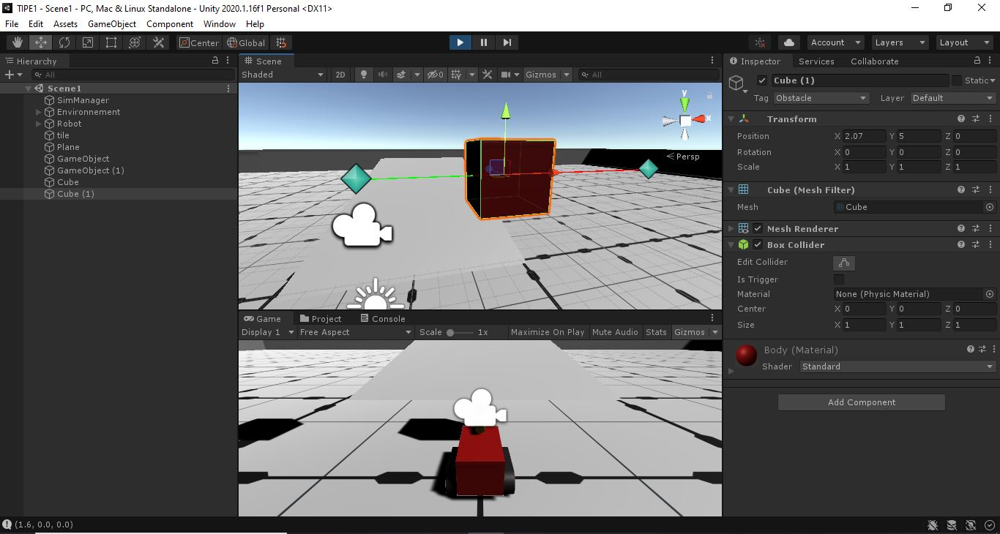 TIPE1 - Scene1 - PC, Mac & Linux Standalone - Unity 2020.1.16f1 Personal <DX11>
File Edit Assets GameObject Component Window Help
Center Global Account Layers Layout
Hierarchy
All
Scene1
SimManager
Environnement
Robot
tile
Plane
GameObject
GameObject (1)
Cube
Cube (1)
Scene
Shaded 2D 0 Gizmos All
y
x
Persp
Game Project Console
Display 1 Free Aspect Scale 1x Maximize On Play Mute Audio Stats Gizmos
Inspector Services Collaborate
Cube (1) Static
Tag Obstacle Layer Default
Transform
Position X 2.07 Y 5 Z 0
Rotation X 0 Y 0 Z 0
Scale X 1 Y 1 Z 1
Cube (Mesh Filter)
Mesh Cube
Mesh Renderer
Box Collider
Edit Collider
Is Trigger
Material None (Physic Material)
Center X 0 Y 0 Z 0
Size X 1 Y 1 Z 1
Body (Material)
Shader Standard
Add Component
(1.6, 0.0, 0.0)